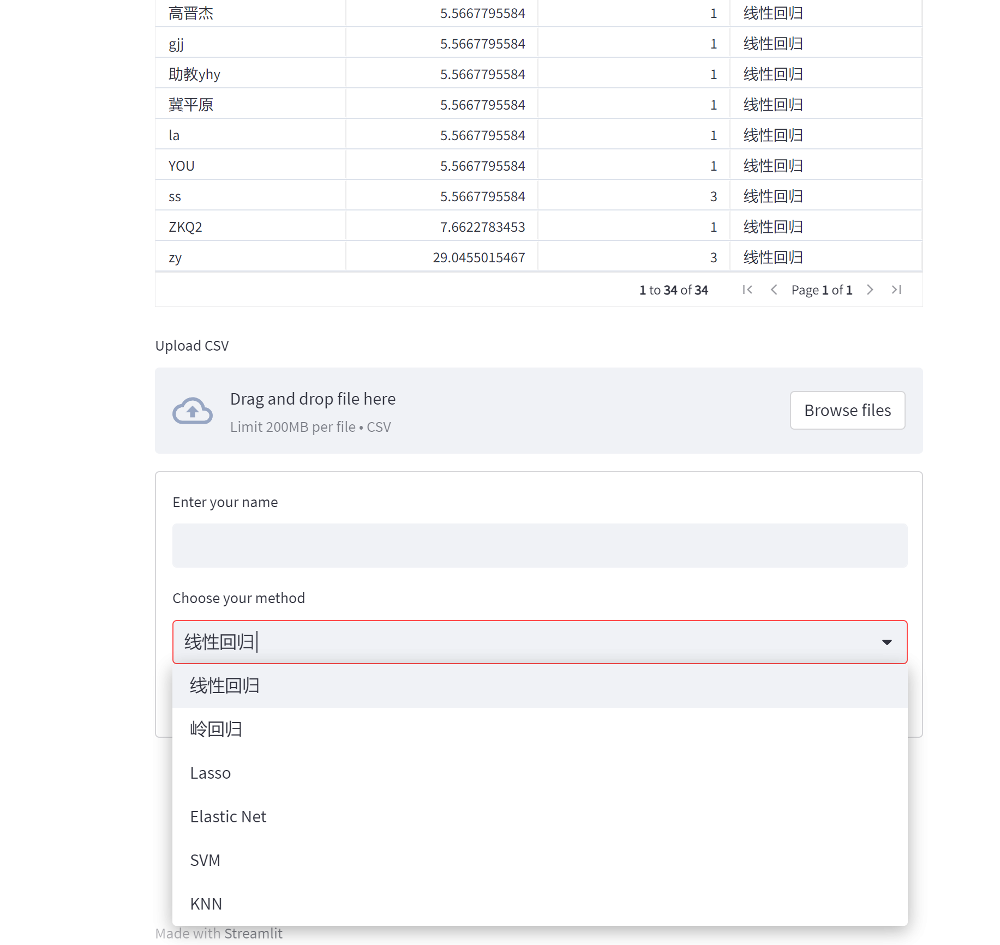 高晋杰 5.5667795584 1 线性回归
gjj 5.5667795584 1 线性回归
助教yhy 5.5667795584 1 线性回归
冀平原 5.5667795584 1 线性回归
la 5.5667795584 1 线性回归
YOU 5.5667795584 1 线性回归
ss 5.5667795584 3 线性回归
ZKQ2 7.6622783453 1 线性回归
zy 29.0455015467 3 线性回归
1 to 34 of 34 Page 1 of 1
Upload CSV
Drag and drop file here
Limit 200MB per file • CSV
Browse files
Enter your name
Choose your method
线性回归
线性回归
岭回归
Lasso
Elastic Net
SVM
KNN
Made with Streamlit